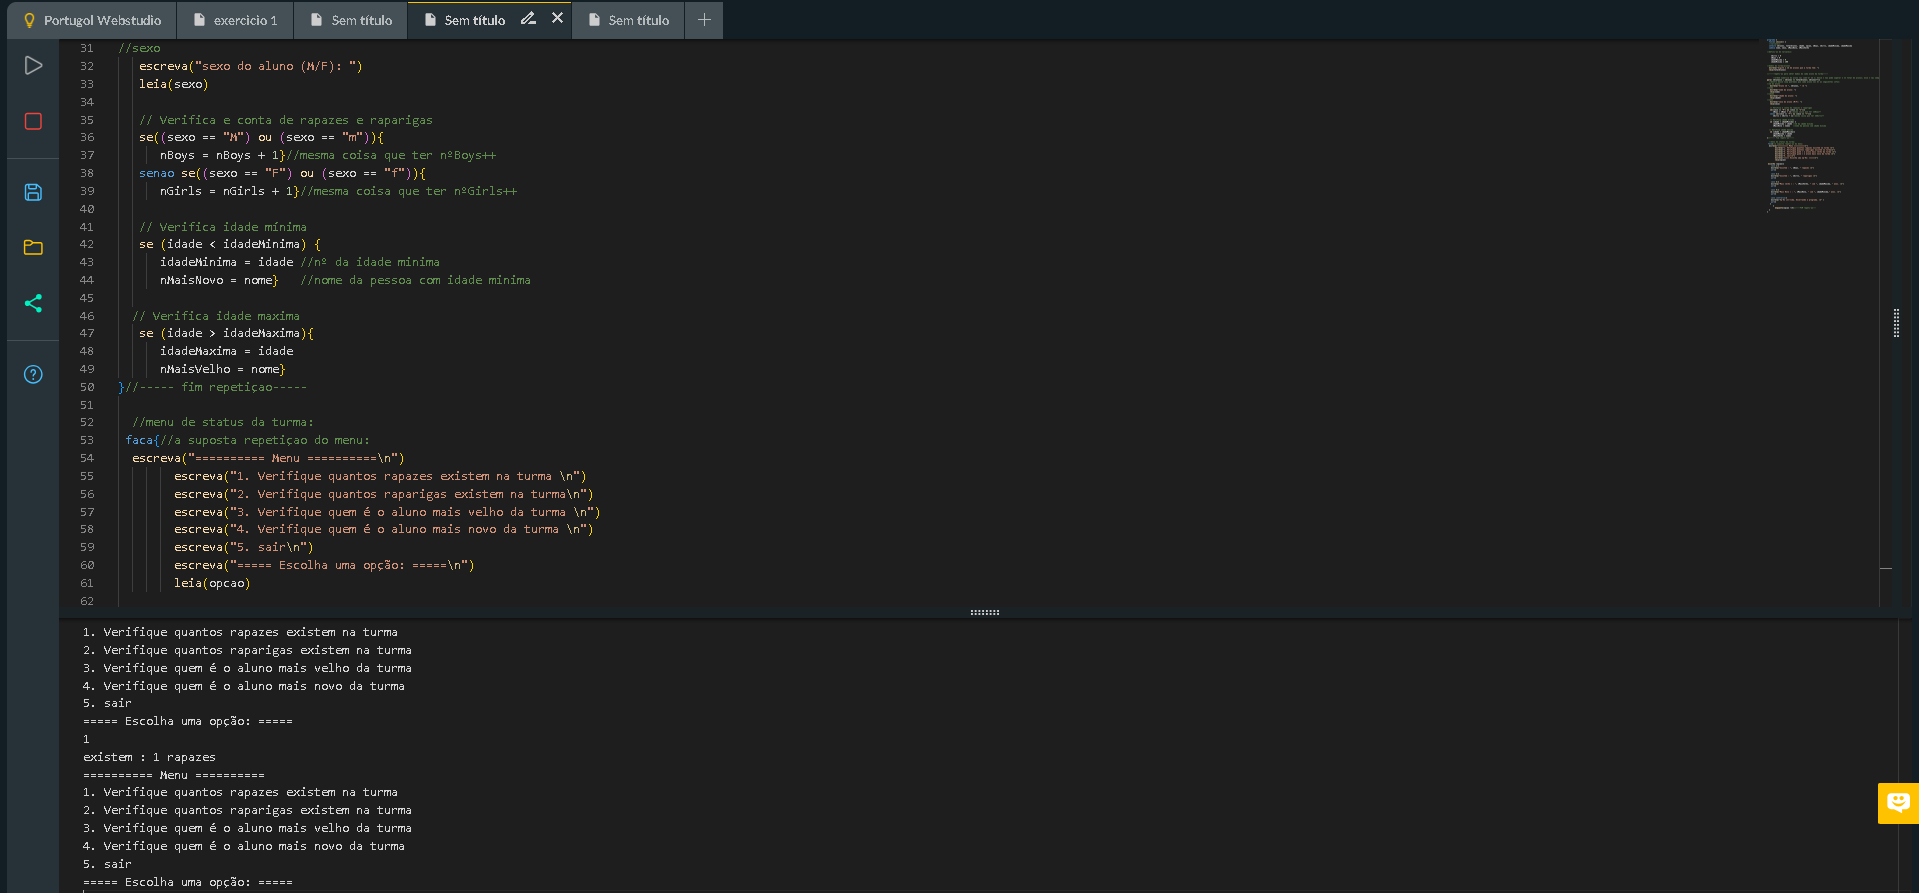 Portugol Webstudio
exercicio 1
Sem título
Sem título
Sem título
31 //sexo
32 escreva("sexo do aluno (M/F): ")
33 leia(sexo)
34
35 // Verifica e conta de rapazes e raparigas
36 se((sexo == "M") ou (sexo == "m")){
37 nBoys = nBoys + 1}//mesma coisa que ter nºBoys++
38 senao se((sexo == "F") ou (sexo == "f")){
39 nGirls = nGirls + 1}//mesma coisa que ter nºGirls++
40
41 // Verifica idade mínima
42 se (idade < idadeMinima) {
43 idadeMinima = idade //nº da idade minima
44 nMaisNovo = nome} //nome da pessoa com idade minima
45
46 // Verifica idade maxima
47 se (idade > idadeMaxima){
48 idadeMaxima = idade
49 nMaisVelho = nome}
50 }//----- fim repetiçao-----
51
52 //menu de status da turma:
53 faca{//a suposta repetiçao do menu:
54 escreva("========== Menu ==========\n")
55 escreva("1. Verifique quantos rapazes existem na turma \n")
56 escreva("2. Verifique quantos raparigas existem na turma\n")
57 escreva("3. Verifique quem é o aluno mais velho da turma \n")
58 escreva("4. Verifique quem é o aluno mais novo da turma \n")
59 escreva("5. sair\n")
60 escreva("===== Escolha uma opção: =====\n")
61 leia(opcao)
62
1. Verifique quantos rapazes existem na turma
2. Verifique quantos raparigas existem na turma
3. Verifique quem é o aluno mais velho da turma
4. Verifique quem é o aluno mais novo da turma
5. sair
===== Escolha uma opção: =====
1
existem : 1 rapazes
========== Menu ==========
1. Verifique quantos rapazes existem na turma
2. Verifique quantos raparigas existem na turma
3. Verifique quem é o aluno mais velho da turma
4. Verifique quem é o aluno mais novo da turma
5. sair
===== Escolha uma opção: =====